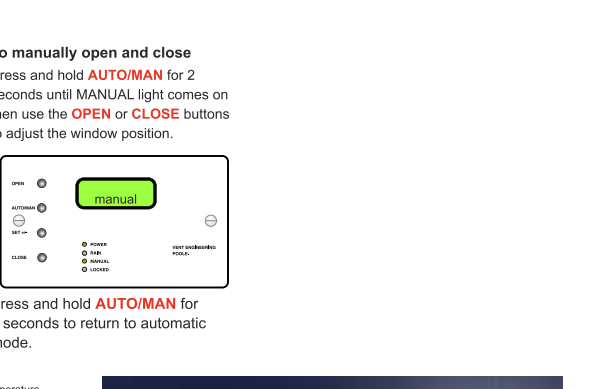 o manually open and close
ress and hold AUTO/MAN for 2
econds until MANUAL light comes on
hen use the OPEN or CLOSE buttons
o adjust the window position.
OPEN
manual
AUTO/MAN
SET +/-
CLOSE
POWER
RAIN
MANUAL
LOCKED
VENT ENGINEERING
POOLE.
ress and hold AUTO/MAN for
seconds to return to automatic
node.
perature